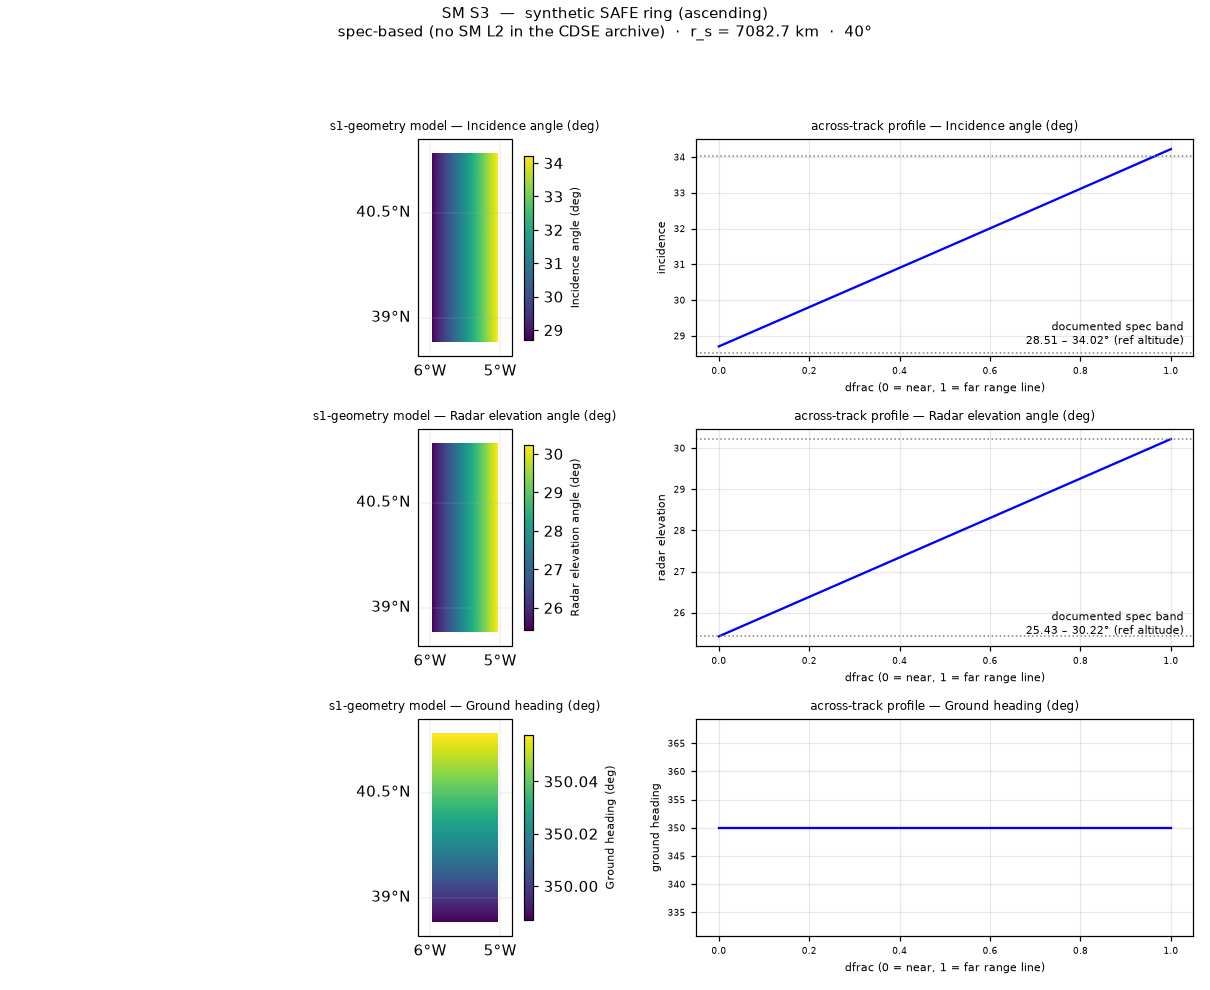 SM S3  —  synthetic SAFE ring (ascending)
spec-based (no SM L2 in the CDSE archive)  ·  r_s = 7082.7 km  ·  40°
s1-geometry model — Incidence angle (deg)
40.5°N
39°N
6°W
5°W
34
33
32
31
30
29
Incidence angle (deg)
across-track profile — Incidence angle (deg)
incidence
34
33
32
31
30
29
documented spec band
28.51 – 34.02° (ref altitude)
0.0
0.2
0.4
0.6
0.8
1.0
dfrac (0 = near, 1 = far range line)
s1-geometry model — Radar elevation angle (deg)
40.5°N
39°N
6°W
5°W
30
29
28
27
26
Radar elevation angle (deg)
across-track profile — Radar elevation angle (deg)
radar elevation
30
29
28
27
26
documented spec band
25.43 – 30.22° (ref altitude)
0.0
0.2
0.4
0.6
0.8
1.0
dfrac (0 = near, 1 = far range line)
s1-geometry model — Ground heading (deg)
40.5°N
39°N
6°W
5°W
350.04
350.02
350.00
Ground heading (deg)
across-track profile — Ground heading (deg)
ground heading
365
360
355
350
345
340
335
0.0
0.2
0.4
0.6
0.8
1.0
dfrac (0 = near, 1 = far range line)